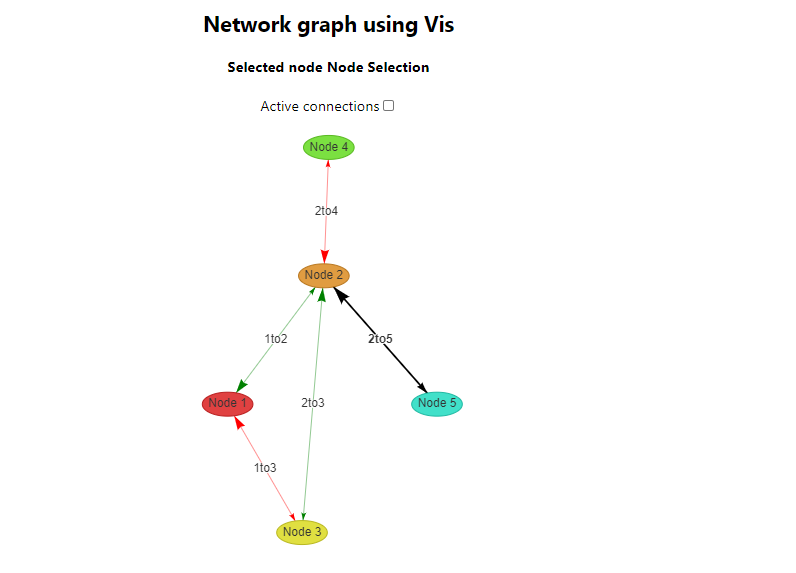 Network graph using Vis
Selected node Node Selection
Active connections
Node 4
2to4
Node 2
1to2
2to5
Node 1
2to3
Node 5
1to3
Node 3